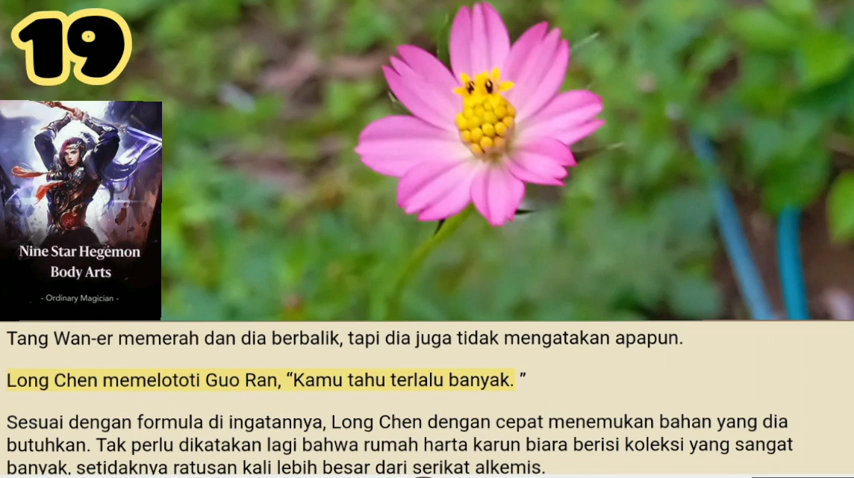 19
Nine Star Hegemon
Body Arts
- Ordinary Magician -
Tang Wan-er memerah dan dia berbalik, tapi dia juga tidak mengatakan apapun.
Long Chen memelototi Guo Ran, “Kamu tahu terlalu banyak. ”
Sesuai dengan formula di ingatannya, Long Chen dengan cepat menemukan bahan yang dia
butuhkan. Tak perlu dikatakan lagi bahwa rumah harta karun biara berisi koleksi yang sangat
banyak, setidaknya ratusan kali lebih besar dari serikat alkemis.